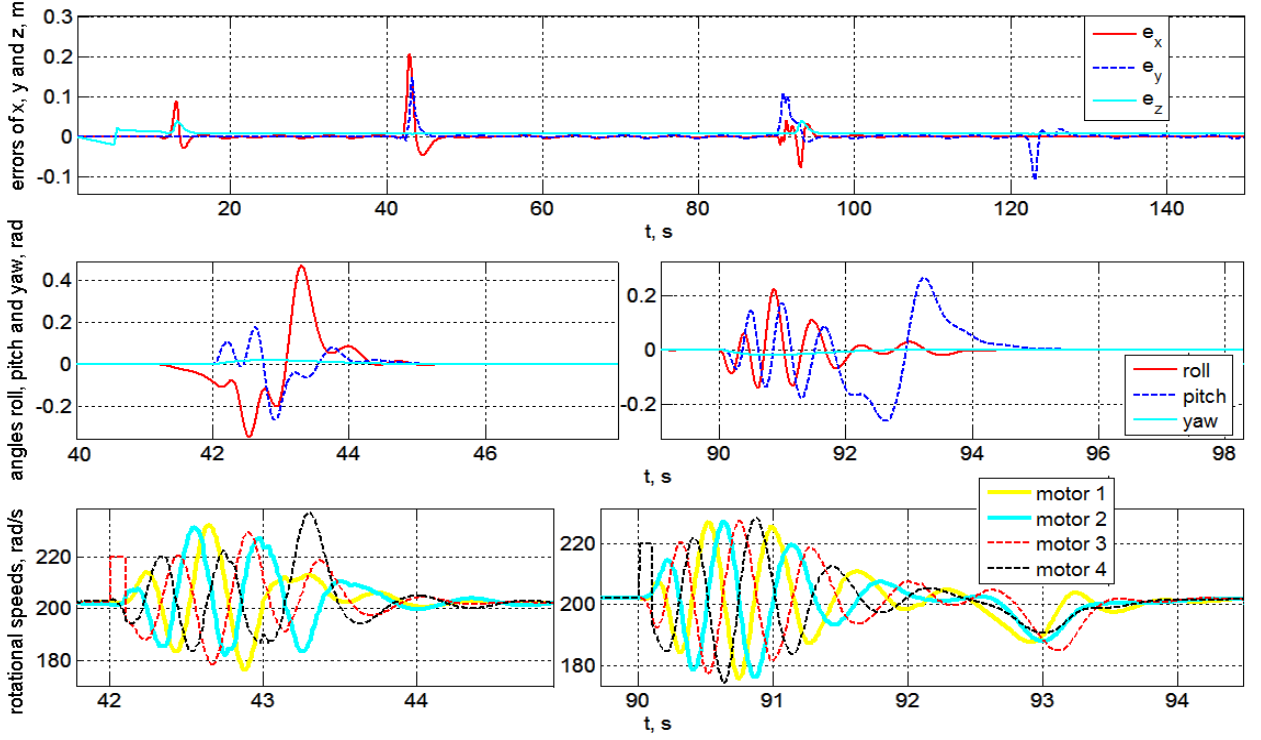 errors of x, y and z, m
0.3
0.2
0.1
0
-0.1
e_x
e_y
e_z
20 40 60 80 100 120 140
t, s
angles roll, pitch and yaw, rad
0.4
0.2
0
-0.2
40 42 44 46
t, s
0.2
0
-0.2
roll
pitch
yaw
90 92 94 96 98
t, s
rotational speeds, rad/s
220
200
180
42 43 44
motor 1
motor 2
motor 3
motor 4
220
200
180
90 91 92 93 94
t, s